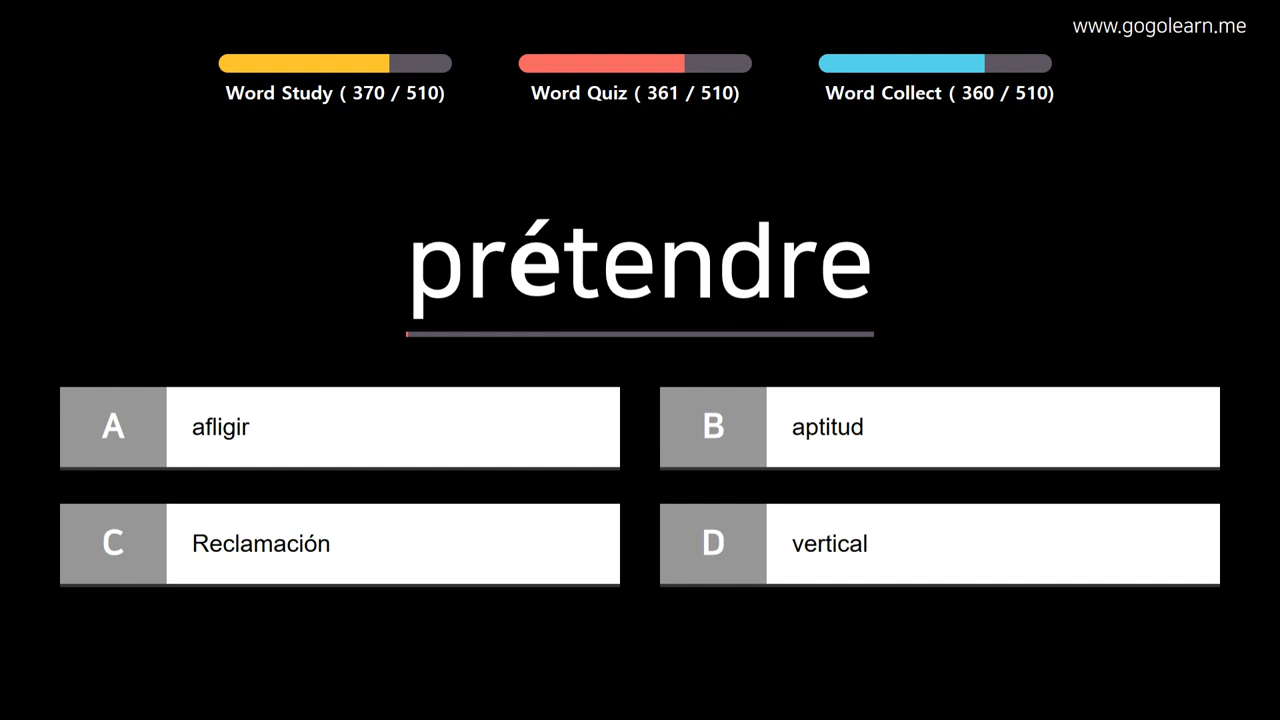 www.gogolearn.me
Word Study ( 370 / 510)
Word Quiz ( 361 / 510)
Word Collect ( 360 / 510)
prétendre
A
afligir
B
aptitud
C
Reclamación
D
vertical